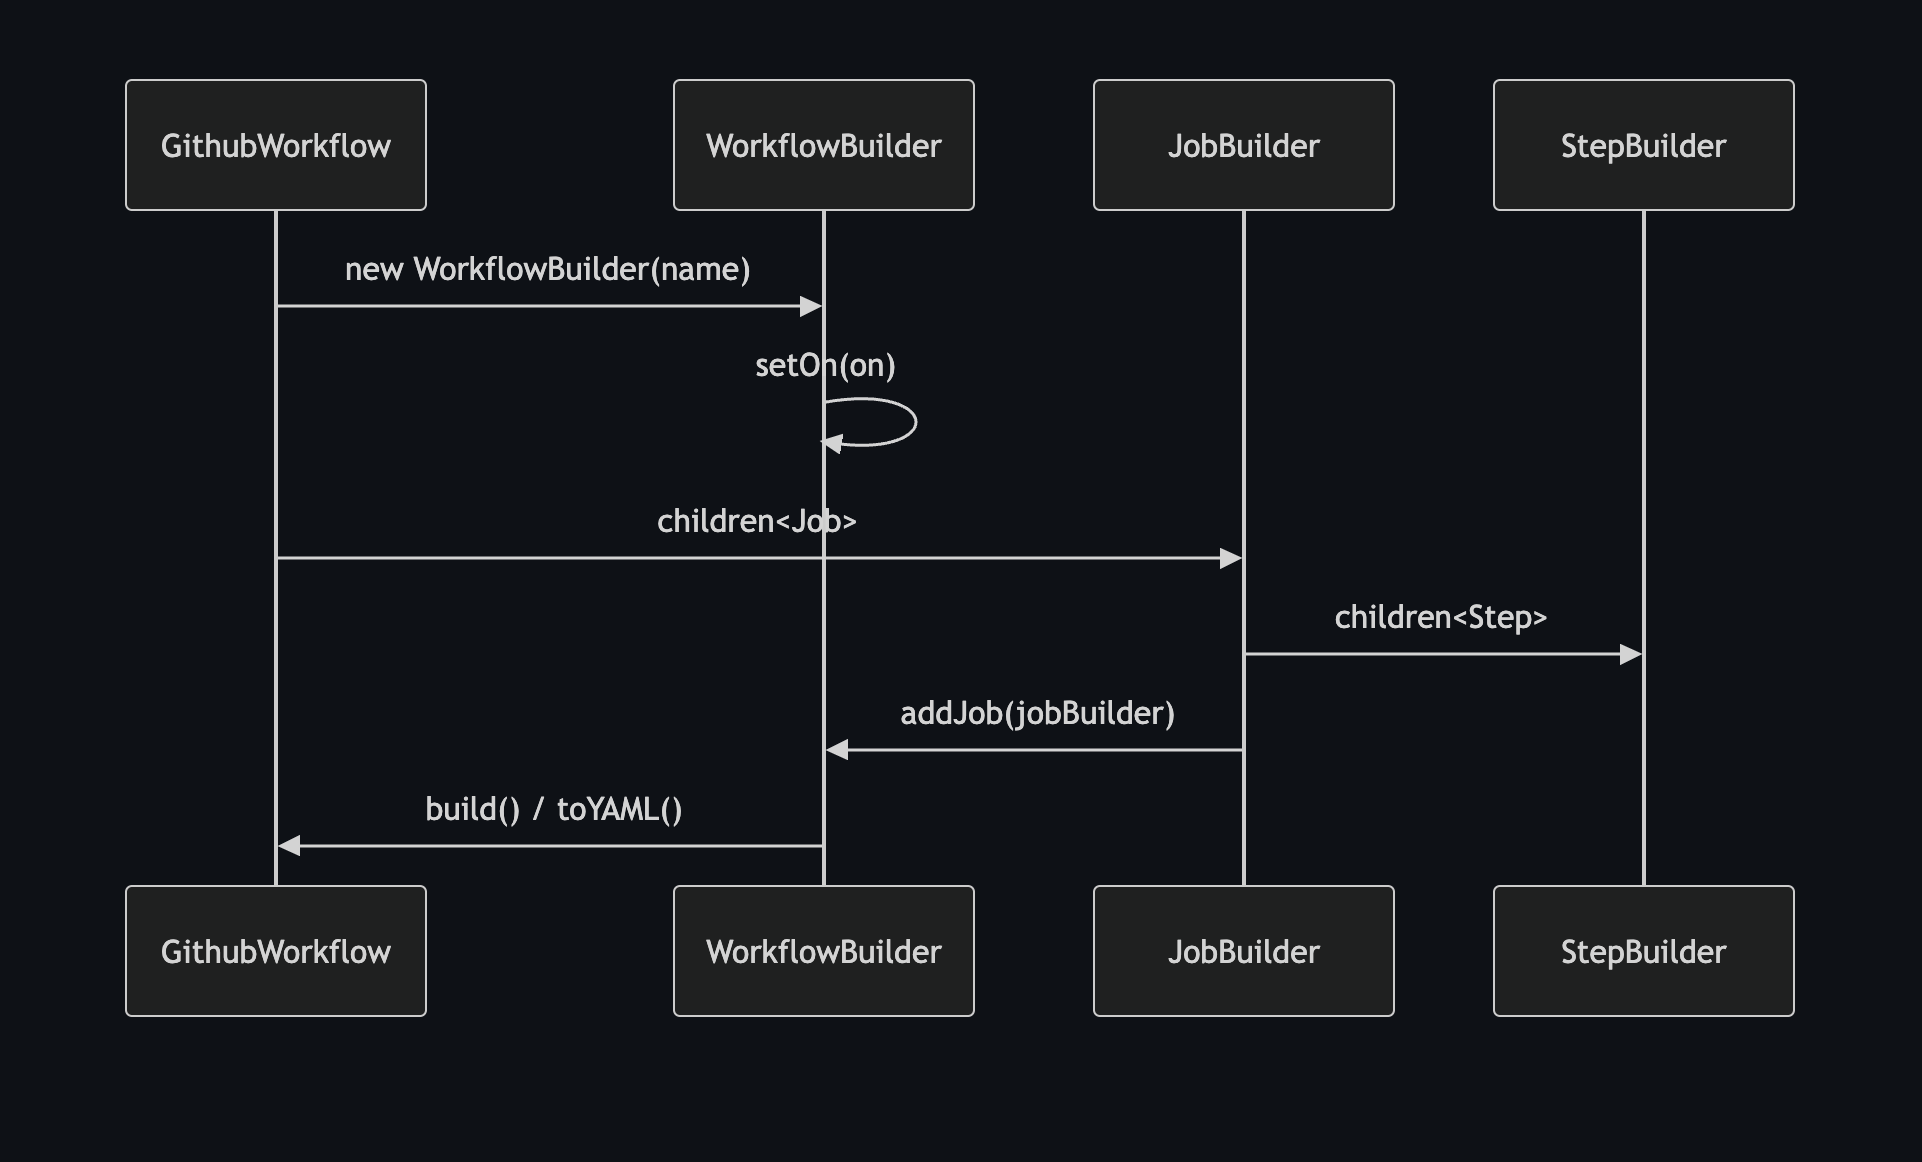 GithubWorkflow
WorkflowBuilder
JobBuilder
StepBuilder
new WorkflowBuilder(name)
setOn(on)
children<Job>
children<Step>
addJob(jobBuilder)
build() / toYAML()
GithubWorkflow
WorkflowBuilder
JobBuilder
StepBuilder